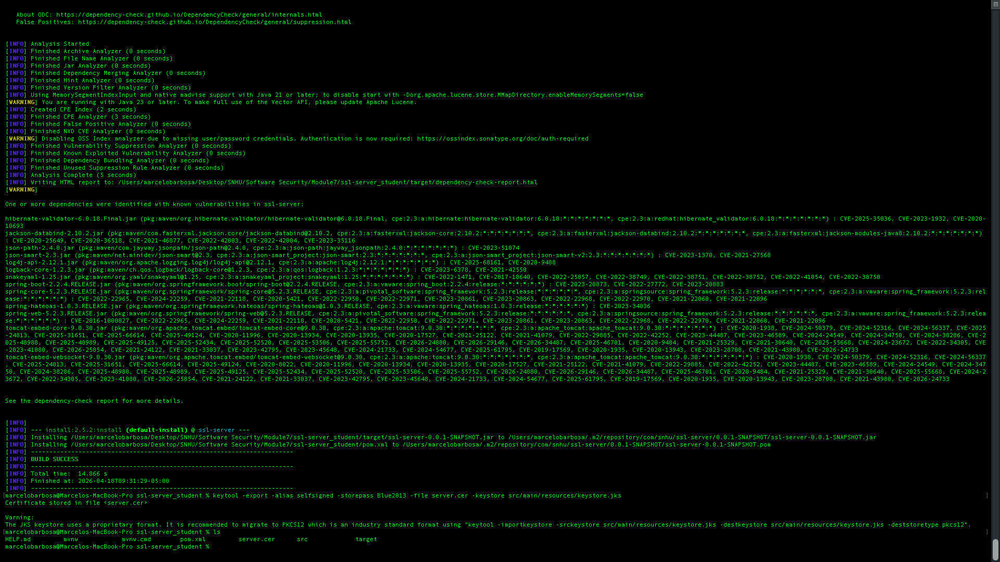 About ODC: https://dependency-check.github.io/DependencyCheck/general/internals.html
False Positives: https://dependency-check.github.io/DependencyCheck/general/suppression.html
[INFO] Analysis Started
[INFO] Finished Archive Analyzer (0 seconds)
[INFO] Finished File Name Analyzer (0 seconds)
[INFO] Finished Jar Analyzer (0 seconds)
[INFO] Finished Dependency Merging Analyzer (0 seconds)
[INFO] Finished Hint Analyzer (0 seconds)
[INFO] Finished Version Filter Analyzer (0 seconds)
[INFO] Using MemorySegmentIndexInput and native madvise support with Java 21 or later; to disable start with -Dorg.apache.lucene.store.MMapDirectory.enableMemorySegments=false
[WARNING] You are running with Java 23 or later. To make full use of the Vector API, please update Apache Lucene.
[INFO] Created CPE Index (2 seconds)
[INFO] Finished CPE Analyzer (3 seconds)
[INFO] Finished False Positive Analyzer (0 seconds)
[INFO] Finished NVD CVE Analyzer (0 seconds)
[WARNING] Disabling OSS Index analyzer due to missing user/password credentials. Authentication is now required: https://ossindex.sonatype.org/doc/auth-required
[INFO] Finished Vulnerability Suppression Analyzer (0 seconds)
[INFO] Finished Known Exploited Vulnerability Analyzer (0 seconds)
[INFO] Finished Dependency Bundling Analyzer (0 seconds)
[INFO] Finished Unused Suppression Rule Analyzer (0 seconds)
[INFO] Analysis Complete (5 seconds)
[INFO] Writing HTML report to: /Users/marcelobarbosa/Desktop/SNHU/Software Security/Module7/ssl-server_student/target/dependency-check-report.html
[WARNING]
One or more dependencies were identified with known vulnerabilities in ssl-server:
hibernate-validator-6.0.18.Final.jar (pkg:maven/org.hibernate.validator/hibernate-validator@6.0.18.Final, cpe:2.3:a:hibernate:hibernate-validator:6.0.18:*:*:*:*:*:*:*, cpe:2.3:a:redhat:hibernate_validator:6.0.18:*:*:*:*:*:*:*) : CVE-2025-35036, CVE-2023-1932, CVE-2020-
10693
jackson-databind-2.10.2.jar (pkg:maven/com.fasterxml.jackson.core/jackson-databind@2.10.2, cpe:2.3:a:fasterxml:jackson-core:2.10.2:*:*:*:*:*:*:*, cpe:2.3:a:fasterxml:jackson-databind:2.10.2:*:*:*:*:*:*:*, cpe:2.3:a:fasterxml:jackson-modules-java8:2.10.2:*:*:*:*:*:*:*)
: CVE-2020-25649, CVE-2020-36518, CVE-2021-46877, CVE-2022-42003, CVE-2022-42004, CVE-2023-35116
json-path-2.4.0.jar (pkg:maven/com.jayway.jsonpath/json-path@2.4.0, cpe:2.3:a:json-path:jayway_jsonpath:2.4.0:*:*:*:*:*:*:*) : CVE-2023-51074
json-smart-2.3.jar (pkg:maven/net.minidev/json-smart@2.3, cpe:2.3:a:json-smart_project:json-smart:2.3:*:*:*:*:*:*:*, cpe:2.3:a:json-smart_project:json-smart-v2:2.3:*:*:*:*:*:*:*) : CVE-2023-1370, CVE-2021-27568
log4j-api-2.12.1.jar (pkg:maven/org.apache.logging.log4j/log4j-api@2.12.1, cpe:2.3:a:apache:log4j:2.12.1:*:*:*:*:*:*:*) : CVE-2025-68161, CVE-2020-9488
logback-core-1.2.3.jar (pkg:maven/ch.qos.logback/logback-core@1.2.3, cpe:2.3:a:qos:logback:1.2.3:*:*:*:*:*:*:*) : CVE-2023-6378, CVE-2021-42550
snakeyaml-1.25.jar (pkg:maven/org.yaml/snakeyaml@1.25, cpe:2.3:a:snakeyaml_project:snakeyaml:1.25:*:*:*:*:*:*:*) : CVE-2022-1471, CVE-2017-18640, CVE-2022-25857, CVE-2022-38749, CVE-2022-38751, CVE-2022-38752, CVE-2022-41854, CVE-2022-38750
spring-boot-2.2.4.RELEASE.jar (pkg:maven/org.springframework.boot/spring-boot@2.2.4.RELEASE, cpe:2.3:a:vmware:spring_boot:2.2.4:release:*:*:*:*:*:*) : CVE-2023-20873, CVE-2022-27772, CVE-2023-20883
spring-core-5.2.3.RELEASE.jar (pkg:maven/org.springframework/spring-core@5.2.3.RELEASE, cpe:2.3:a:pivotal_software:spring_framework:5.2.3:release:*:*:*:*:*:*, cpe:2.3:a:springsource:spring_framework:5.2.3:release:*:*:*:*:*:*, cpe:2.3:a:vmware:spring_framework:5.2.3:rel
ease:*:*:*:*:*:*) : CVE-2022-22965, CVE-2024-22259, CVE-2021-22118, CVE-2020-5421, CVE-2022-22950, CVE-2022-22971, CVE-2023-20861, CVE-2023-20863, CVE-2022-22968, CVE-2022-22970, CVE-2021-22060, CVE-2021-22096
spring-hateoas-1.0.3.RELEASE.jar (pkg:maven/org.springframework.hateoas/spring-hateoas@1.0.3.RELEASE, cpe:2.3:a:vmware:spring_hateoas:1.0.3:release:*:*:*:*:*:*) : CVE-2023-34036
spring-web-5.2.3.RELEASE.jar (pkg:maven/org.springframework/spring-web@5.2.3.RELEASE, cpe:2.3:a:pivotal_software:spring_framework:5.2.3:release:*:*:*:*:*:*, cpe:2.3:a:springsource:spring_framework:5.2.3:release:*:*:*:*:*:*, cpe:2.3:a:vmware:spring_framework:5.2.3:relea
se:*:*:*:*:*:*) : CVE-2016-1000027, CVE-2022-22965, CVE-2024-22259, CVE-2021-22118, CVE-2020-5421, CVE-2022-22950, CVE-2022-22971, CVE-2023-20861, CVE-2023-20863, CVE-2022-22968, CVE-2022-22970, CVE-2021-22060, CVE-2021-22096
tomcat-embed-core-9.0.30.jar (pkg:maven/org.apache.tomcat.embed/tomcat-embed-core@9.0.30, cpe:2.3:a:apache:tomcat:9.0.30:*:*:*:*:*:*:*, cpe:2.3:a:apache_tomcat:apache_tomcat:9.0.30:*:*:*:*:*:*:*) : CVE-2020-1938, CVE-2024-50379, CVE-2024-52316, CVE-2024-56337, CVE-2025
-24813, CVE-2025-31651, CVE-2025-66614, CVE-2025-49124, CVE-2020-11996, CVE-2020-13934, CVE-2020-13935, CVE-2020-17527, CVE-2021-25122, CVE-2021-41079, CVE-2022-29885, CVE-2022-42252, CVE-2023-44487, CVE-2023-46589, CVE-2024-24549, CVE-2024-34750, CVE-2024-38286, CVE-2
025-48988, CVE-2025-48989, CVE-2025-49125, CVE-2025-52434, CVE-2025-52520, CVE-2025-53506, CVE-2025-55752, CVE-2026-24880, CVE-2026-29146, CVE-2026-34487, CVE-2025-46701, CVE-2020-9484, CVE-2021-25329, CVE-2021-30640, CVE-2025-55668, CVE-2024-23672, CVE-2022-34305, CVE
-2023-41080, CVE-2026-25854, CVE-2021-24122, CVE-2021-33037, CVE-2023-42795, CVE-2023-45648, CVE-2024-21733, CVE-2024-54677, CVE-2025-61795, CVE-2019-17569, CVE-2020-1935, CVE-2020-13943, CVE-2023-28708, CVE-2021-43980, CVE-2026-24733
tomcat-embed-websocket-9.0.30.jar (pkg:maven/org.apache.tomcat.embed/tomcat-embed-websocket@9.0.30, cpe:2.3:a:apache:tomcat:9.0.30:*:*:*:*:*:*:*, cpe:2.3:a:apache_tomcat:apache_tomcat:9.0.30:*:*:*:*:*:*:*) : CVE-2020-1938, CVE-2024-50379, CVE-2024-52316, CVE-2024-56337
, CVE-2025-24813, CVE-2025-31651, CVE-2025-66614, CVE-2025-49124, CVE-2020-8022, CVE-2020-11996, CVE-2020-13934, CVE-2020-13935, CVE-2020-17527, CVE-2021-25122, CVE-2021-41079, CVE-2022-29885, CVE-2022-42252, CVE-2023-44487, CVE-2023-46589, CVE-2024-24549, CVE-2024-347
50, CVE-2024-38286, CVE-2025-48988, CVE-2025-48989, CVE-2025-49125, CVE-2025-52434, CVE-2025-52520, CVE-2025-53506, CVE-2025-55752, CVE-2026-24880, CVE-2026-29146, CVE-2026-34487, CVE-2025-46701, CVE-2020-9484, CVE-2021-25329, CVE-2021-30640, CVE-2025-55668, CVE-2024-2
3672, CVE-2022-34305, CVE-2023-41080, CVE-2026-25854, CVE-2021-24122, CVE-2021-33037, CVE-2023-42795, CVE-2023-45648, CVE-2024-21733, CVE-2024-54677, CVE-2025-61795, CVE-2019-17569, CVE-2020-1935, CVE-2020-13943, CVE-2023-28708, CVE-2021-43980, CVE-2026-24733
See the dependency-check report for more details.
[INFO]
[INFO] --- install:2.5.2:install (default-install) @ ssl-server ---
[INFO] Installing /Users/marcelobarbosa/Desktop/SNHU/Software Security/Module7/ssl-server_student/target/ssl-server-0.0.1-SNAPSHOT.jar to /Users/marcelobarbosa/.m2/repository/com/snhu/ssl-server/0.0.1-SNAPSHOT/ssl-server-0.0.1-SNAPSHOT.jar
[INFO] Installing /Users/marcelobarbosa/Desktop/SNHU/Software Security/Module7/ssl-server_student/pom.xml to /Users/marcelobarbosa/.m2/repository/com/snhu/ssl-server/0.0.1-SNAPSHOT/ssl-server-0.0.1-SNAPSHOT.pom
[INFO] ------------------------------------------------------------------------
[INFO] BUILD SUCCESS
[INFO] ------------------------------------------------------------------------
[INFO] Total time:  14.866 s
[INFO] Finished at: 2026-04-18T09:31:29-05:00
[INFO] ------------------------------------------------------------------------
[marcelobarbosa@Marcelos-MacBook-Pro ssl-server_student % keytool -export -alias selfsigned -storepass Blue2013 -file server.cer -keystore src/main/resources/keystore.jks ]
Certificate stored in file <server.cer>
Warning:
The JKS keystore uses a proprietary format. It is recommended to migrate to PKCS12 which is an industry standard format using "keytool -importkeystore -srckeystore src/main/resources/keystore.jks -destkeystore src/main/resources/keystore.jks -deststoretype pkcs12".
[marcelobarbosa@Marcelos-MacBook-Pro ssl-server_student % ls ]
HELP.md mvnw mvnw.cmd pom.xml server.cer src target
marcelobarbosa@Marcelos-MacBook-Pro ssl-server_student %